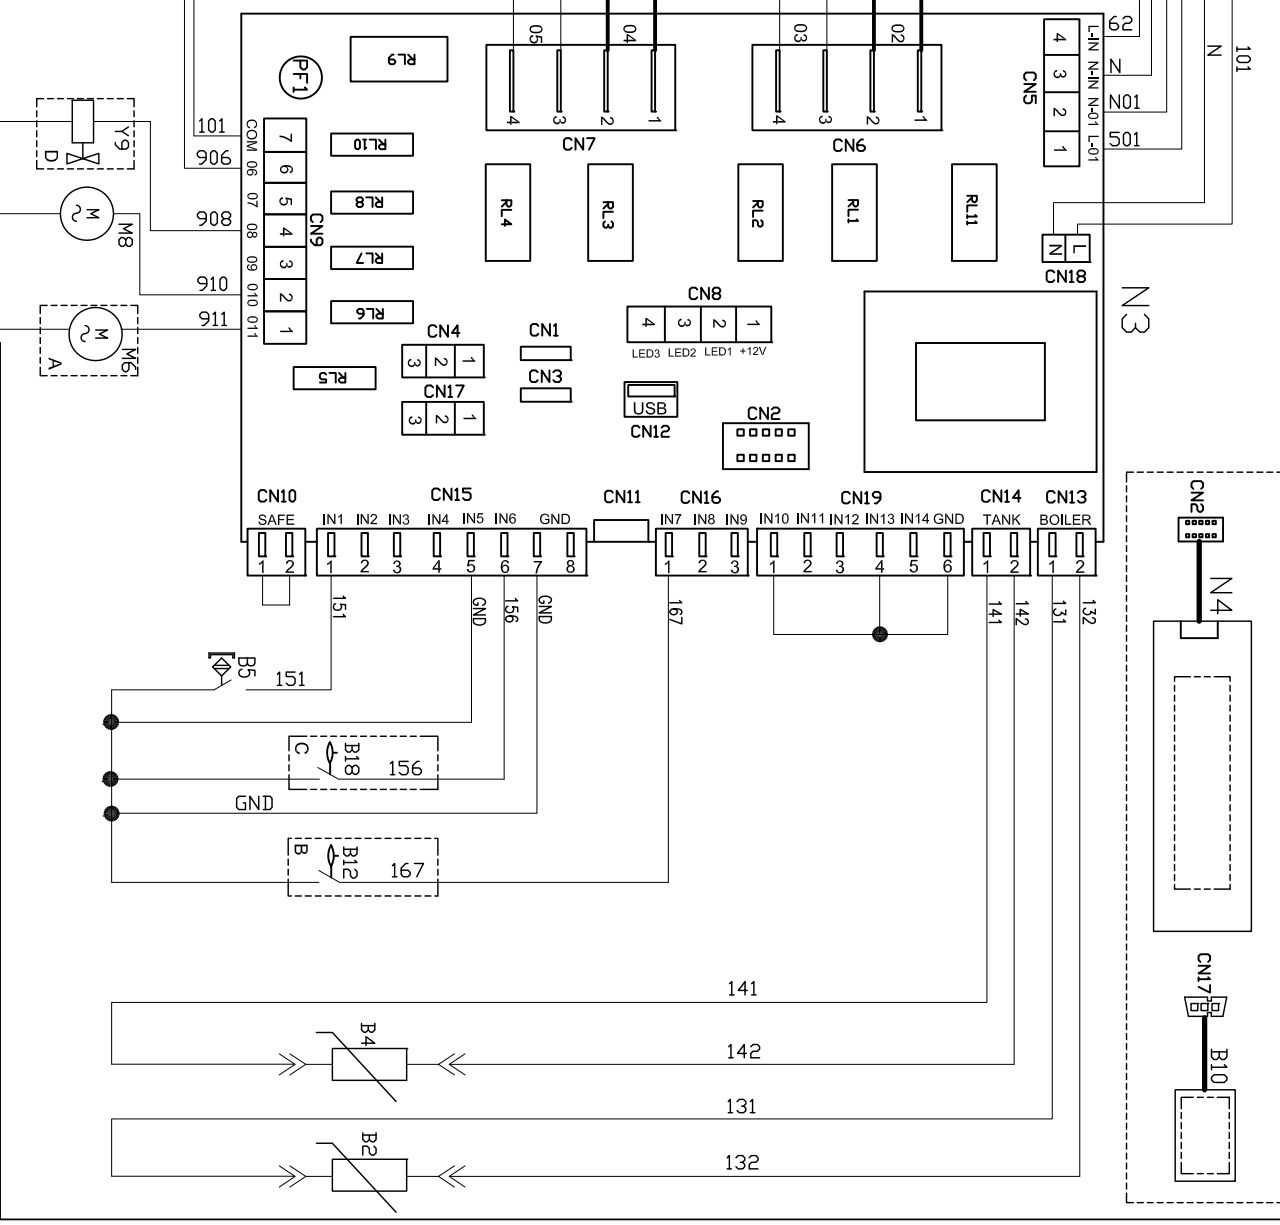 05
04
03
02
4
3
2
1
CN7
4
3
2
1
CN6
62
N
N01
501
L-IN
N-IN
N-01
L-01
4
3
2
1
CN5
N
101
PF1
RL9
RL10
RL8
RL7
RL6
RL5
RL4
RL3
RL2
RL1
RL11
N
L
CN18
N3
Y9
D
M
M8
M
M6
A
101
906
908
910
911
COM
06
07
08
09
010
011
7
6
5
4
3
2
1
CN9
CN8
4
3
2
1
LED3
LED2
LED1
+12V
CN4
3
2
1
CN17
3
2
1
CN1
CN3
USB
CN12
CN2
CN10
SAFE
1
2
CN15
IN1
IN2
IN3
IN4
IN5
IN6
GND
1
2
3
4
5
6
7
8
CN11
CN16
IN7
IN8
IN9
1
2
3
CN19
IN10
IN11
IN12
IN13
IN14
GND
1
2
3
4
5
6
CN14
TANK
1
2
CN13
BOILER
1
2
151
GND
156
GND
167
141
142
131
132
B5
151
C
B18
156
GND
B
B12
167
141
B4
142
131
B2
132
CN2
N4
CN17
B10